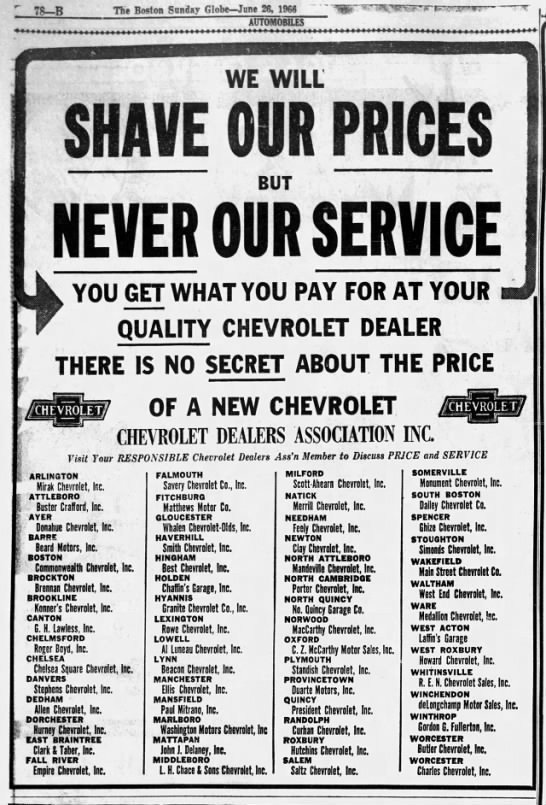 78—B The Boston Sunday Globe—June 26, 1966
AUTOMOBILES
WE WILL
SHAVE OUR PRICES
BUT
NEVER OUR SERVICE
YOU GET WHAT YOU PAY FOR AT YOUR
QUALITY CHEVROLET DEALER
THERE IS NO SECRET ABOUT THE PRICE
OF A NEW CHEVROLET
CHEVROLET
CHEVROLET
CHEVROLET DEALERS ASSOCIATION INC.
Visit Your RESPONSIBLE Chevrolet Dealers Ass'n Member to Discuss PRICE and SERVICE
ARLINGTON
Mirak Chevrolet, Inc.
ATTLEBORO
Buster Crafford, Inc.
AYER
Donahue Chevrolet, Inc.
BARRE
Beard Motors, Inc.
BOSTON
Commonwealth Chevrolet, Inc.
BROCKTON
Brennan Chevrolet, Inc.
BROOKLINE
Konner's Chevrolet, Inc.
CANTON
G. H. Lawless, Inc.
CHELMSFORD
Roger Boyd, Inc.
CHELSEA
Chelsea Square Chevrolet, Inc.
DANVERS
Stephens Chevrolet, Inc.
DEDHAM
Allen Chevrolet, Inc.
DORCHESTER
Hurney Chevrolet, Inc.
EAST BRAINTREE
Clark & Taber, Inc.
FALL RIVER
Empire Chevrolet, Inc.
FALMOUTH
Savery Chevrolet Co., Inc.
FITCHBURG
Matthews Motor Co.
GLOUCESTER
Whalen Chevrolet-Olds, Inc.
HAVERHILL
Smith Chevrolet, Inc.
HINGHAM
Best Chevrolet, Inc.
HOLDEN
Chaffin's Garage, Inc.
HYANNIS
Granite Chevrolet Co., Inc.
LEXINGTON
Rowe Chevrolet, Inc.
LOWELL
Al Luneau Chevrolet, Inc.
LYNN
Beacon Chevrolet, Inc.
MANCHESTER
Ellis Chevrolet, Inc.
MANSFIELD
Paul Mitrano, Inc.
MARLBORO
Washington Motors Chevrolet Inc
MATTAPAN
John J. Delaney, Inc.
MIDDLEBORO
L. H. Chace & Sons Chevrolet, Inc.
MILFORD
Scott-Ahearn Chevrolet, Inc.
NATICK
Merrill Chevrolet, Inc.
NEEDHAM
Feely Chevrolet, Inc.
NEWTON
Clay Chevrolet, Inc.
NORTH ATTLEBORO
Mandeville Chevrolet, Inc.
NORTH CAMBRIDGE
Porter Chevrolet, Inc.
NORTH QUINCY
No. Quincy Garage Co.
NORWOOD
MacCarthy Chevrolet, Inc.
OXFORD
C. Z. McCarthy Motor Sales, Inc.
PLYMOUTH
Standish Chevrolet, Inc.
PROVINCETOWN
Duarte Motors, Inc.
QUINCY
President Chevrolet, Inc.
RANDOLPH
Curhan Chevrolet, Inc.
ROXBURY
Hutchins Chevrolet, Inc.
SALEM
Saltz Chevrolet, Inc.
SOMERVILLE
Monument Chevrolet, Inc.
SOUTH BOSTON
Dailey Chevrolet Co.
SPENCER
Ghize Chevrolet, Inc.
STOUGHTON
Simonds Chevrolet, Inc.
WAKEFIELD
Main Street Chevrolet Co.
WALTHAM
West End Chevrolet, Inc.
WARE
Medallion Chevrolet, Inc.
WEST ACTON
Laffin's Garage
WEST ROXBURY
Howard Chevrolet, Inc.
WHITINSVILLE
R. E. N. Chevrolet Sales, Inc.
WINCHENDON
deLongchamp Motor Sales, Inc.
WINTHROP
Gordon G. Fullerton, Inc.
WORCESTER
Butler Chevrolet, Inc.
WORCESTER
Charles Chevrolet, Inc.